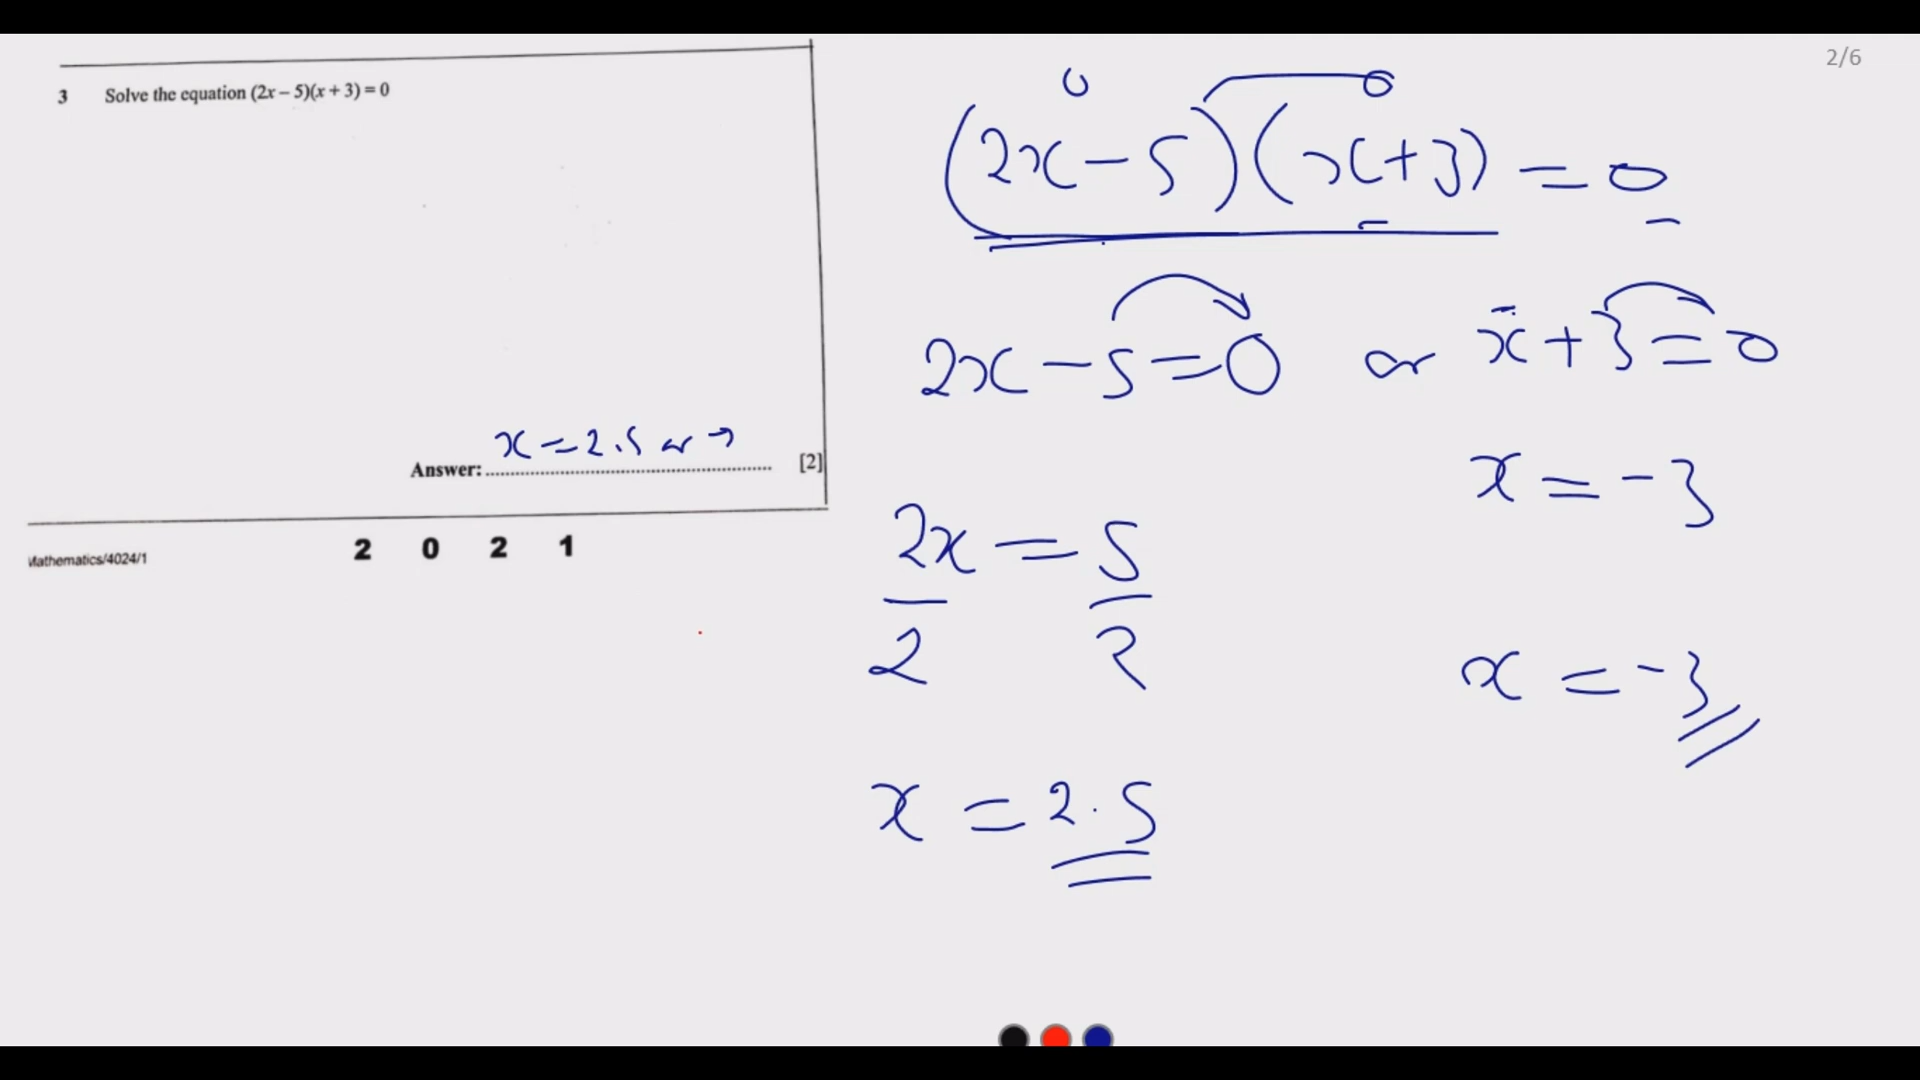 2/6
3 Solve the equation (2x – 5)(x + 3) = 0
x = 2.5 or
Answer: [2]
Mathematics/4024/1
2 0 2 1
0 0
(2x - 5)(x + 3) = 0
2x - 5 = 0 or x + 3 = 0
x = -3
2x = 5
2 2
x = -3
x = 2.5